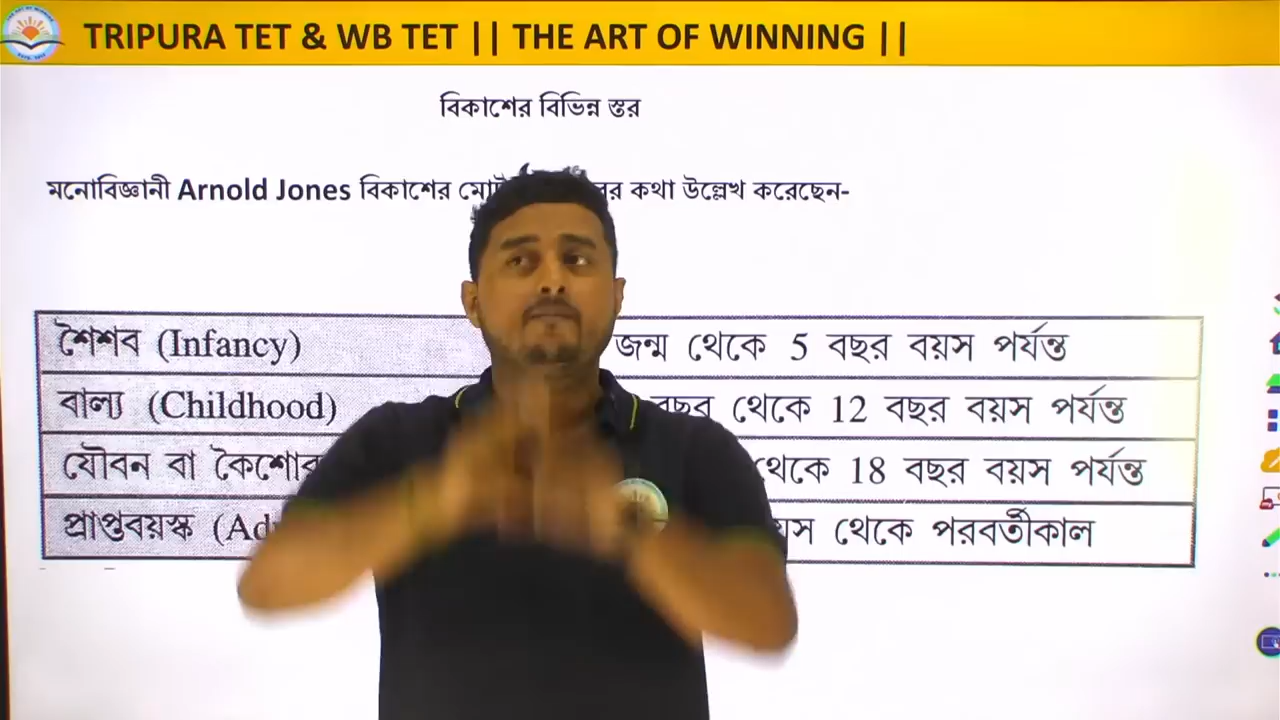 TRIPURA TET & WB TET || THE ART OF WINNING ||
বিকাশের বিভিন্ন স্তর
মনোবিজ্ঞানী Arnold Jones বিকাশের কথা উল্লেখ করেছেন-
শৈশব (Infancy) জন্ম থেকে 5 বছর বয়স পর্যন্ত
বাল্য (Childhood) বছর থেকে 12 বছর বয়স পর্যন্ত
যৌবন বা থেকে 18 বছর বয়স পর্যন্ত
প্রাপ্তবয়স্ক থেকে পরবর্তীকাল